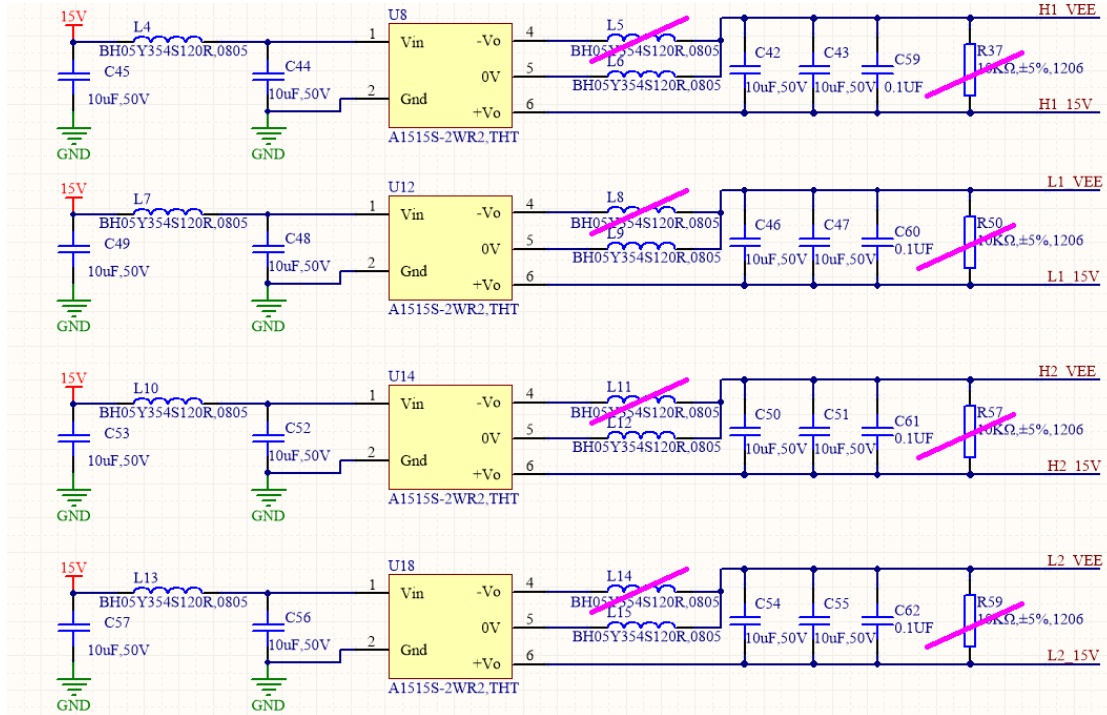 15V
L4
BH05Y354S120R,0805
C45
10uF,50V
GND
C44
10uF,50V
GND
U8
1 Vin
2 Gnd
-Vo 4
0V 5
+Vo 6
A1515S-2WR2,THT
L5
BH05Y354S120R,0805
L6
BH05Y354S120R,0805
C42
10uF,50V
C43
10uF,50V
C59
0.1UF
R37
10KΩ,±5%,1206
H1_VEE
H1_15V
15V
L7
BH05Y354S120R,0805
C49
10uF,50V
GND
C48
10uF,50V
GND
U12
1 Vin
2 Gnd
-Vo 4
0V 5
+Vo 6
A1515S-2WR2,THT
L8
BH05Y354S120R,0805
L9
BH05Y354S120R,0805
C46
10uF,50V
C47
10uF,50V
C60
0.1UF
R50
10KΩ,±5%,1206
L1_VEE
L1_15V
15V
L10
BH05Y354S120R,0805
C53
10uF,50V
GND
C52
10uF,50V
GND
U14
1 Vin
2 Gnd
-Vo 4
0V 5
+Vo 6
A1515S-2WR2,THT
L11
BH05Y354S120R,0805
L12
BH05Y354S120R,0805
C50
10uF,50V
C51
10uF,50V
C61
0.1UF
R57
10KΩ,±5%,1206
H2_VEE
H2_15V
15V
L13
BH05Y354S120R,0805
C57
10uF,50V
GND
C56
10uF,50V
GND
U18
1 Vin
2 Gnd
-Vo 4
0V 5
+Vo 6
A1515S-2WR2,THT
L14
BH05Y354S120R,0805
L15
BH05Y354S120R,0805
C54
10uF,50V
C55
10uF,50V
C62
0.1UF
R59
10KΩ,±5%,1206
L2_VEE
L2_15V